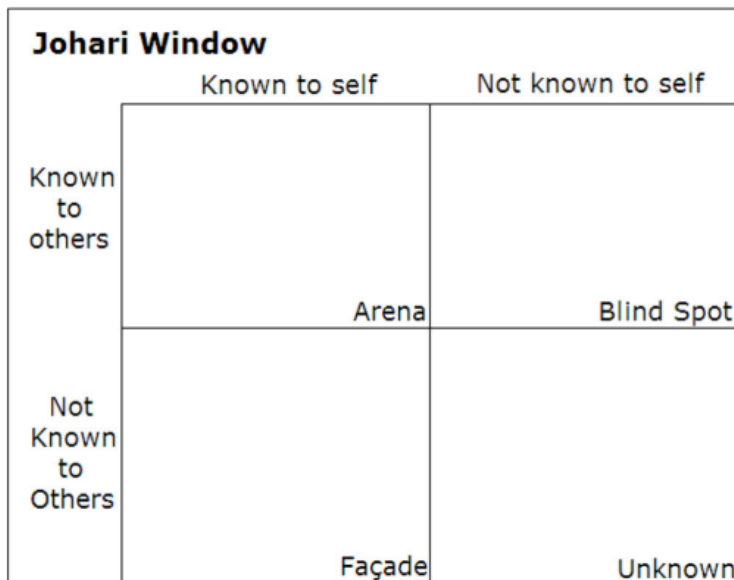 Johari Window
Known to self
Not known to self
Known
to
others
Arena
Blind Spot
Not
Known
to
Others
Façade
Unknown